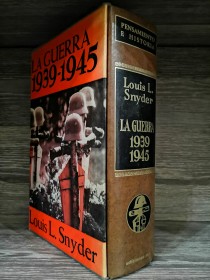 LA GUERRA
1939-1945
Louis L. Snyder
PENSAMIENTO
E HISTORIA
Louis L.
Snyder
LA GUERRA
1939
1945